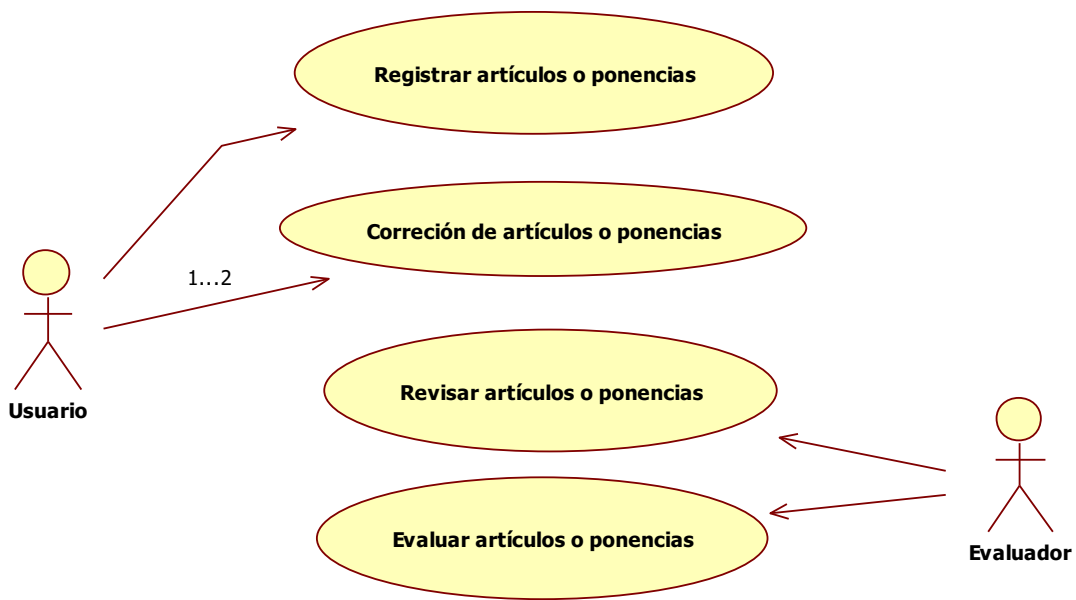 Registrar artículos o ponencias
Correción de artículos o ponencias
1...2
Usuario
Revisar artículos o ponencias
Evaluar artículos o ponencias
Evaluador